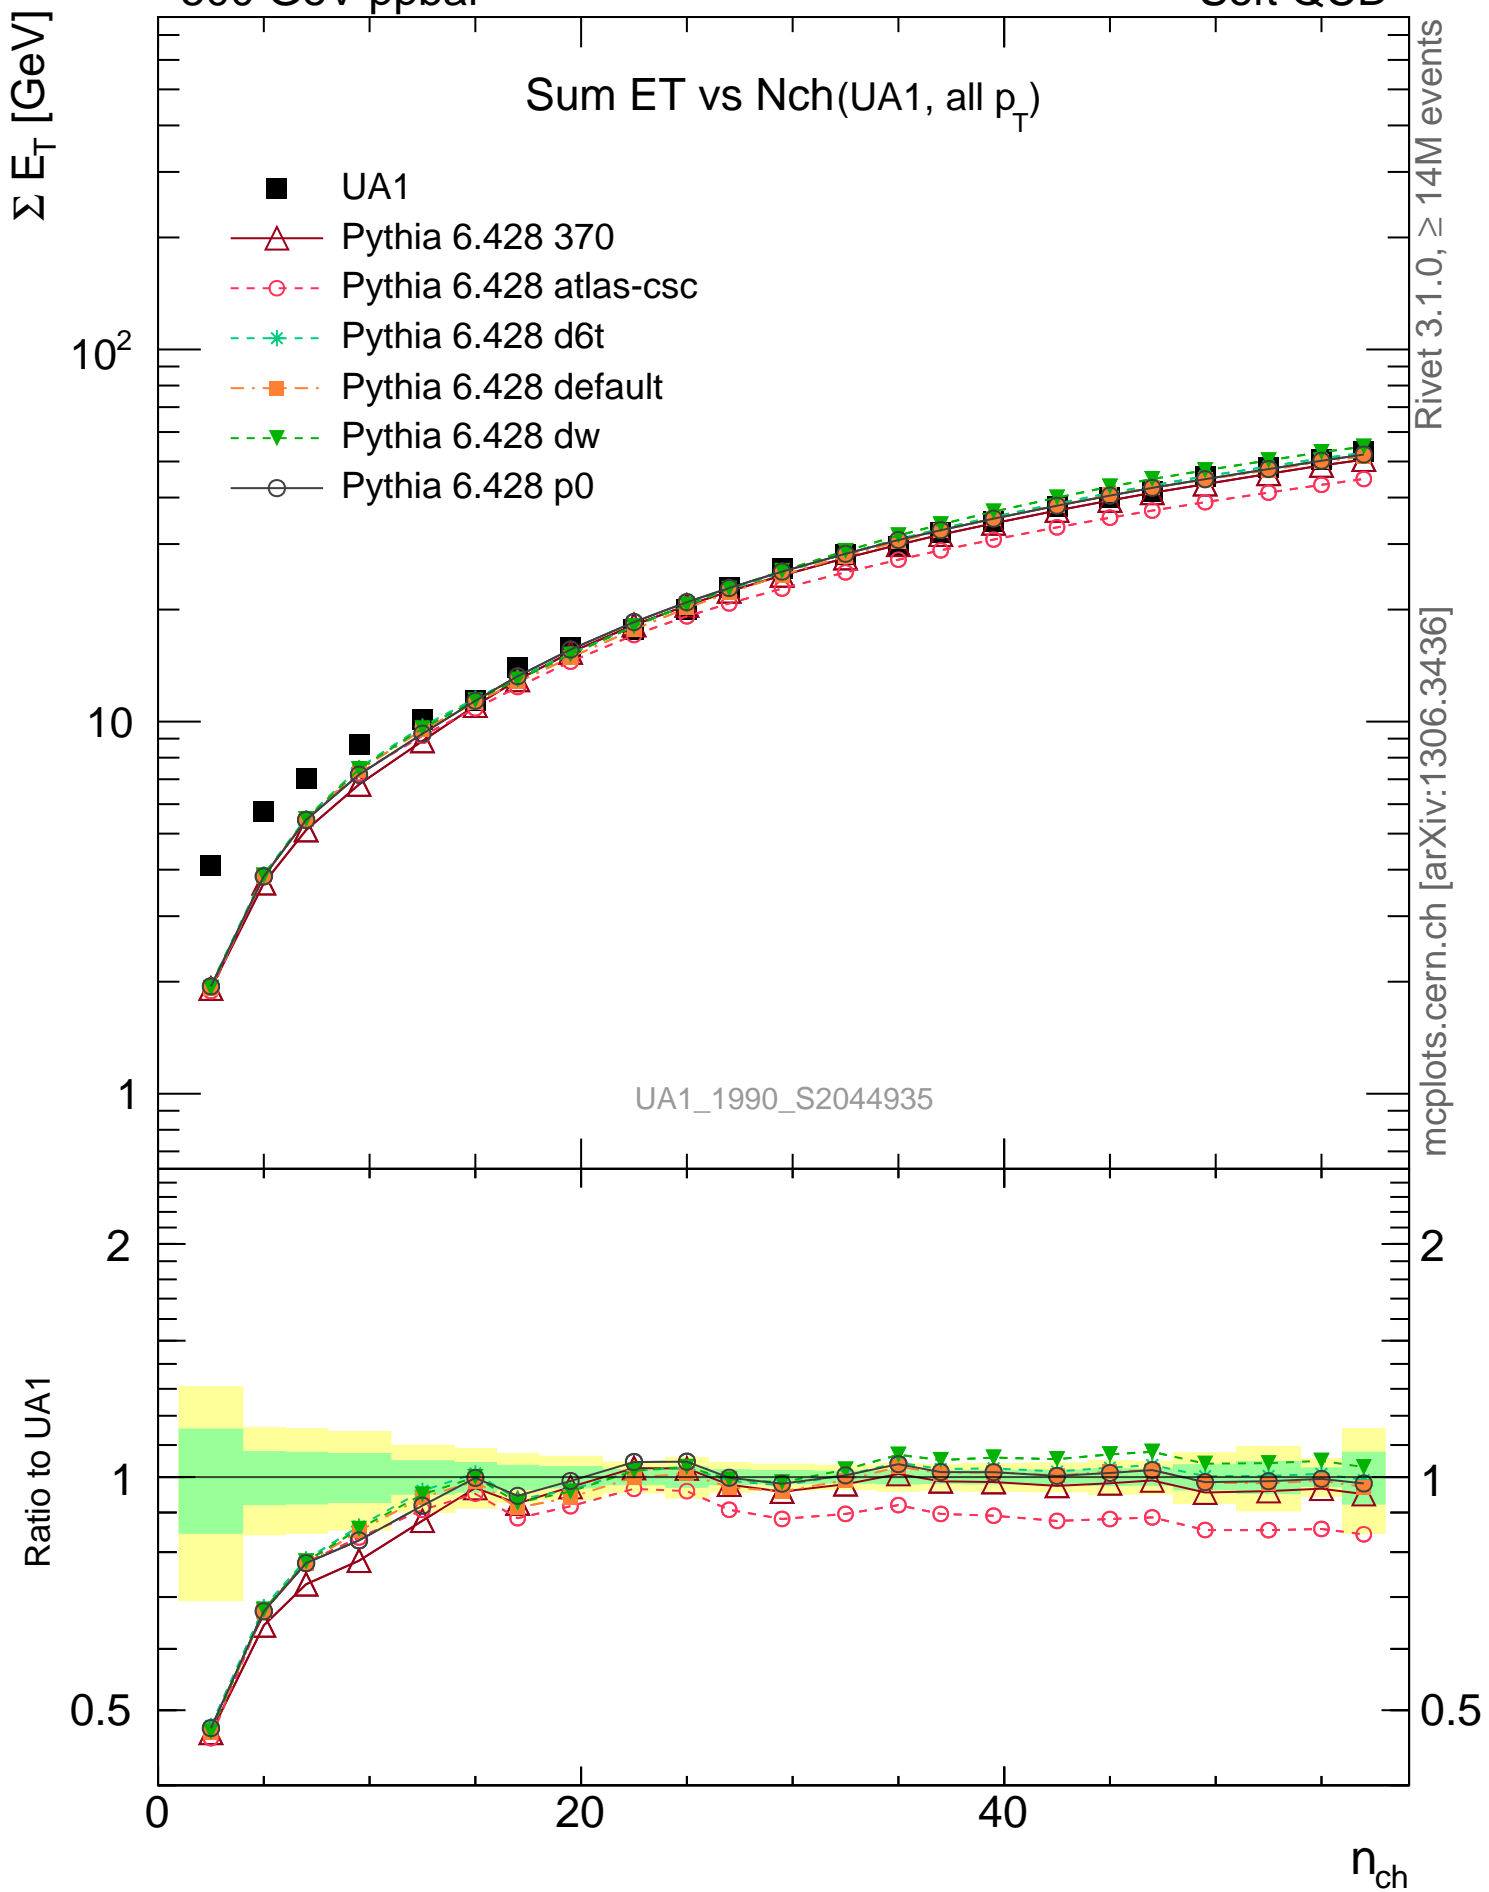 Sum ET vs Nch (UA1, all p_T)
Σ E_T [GeV]
UA1
Pythia 6.428 370
Pythia 6.428 atlas-csc
Pythia 6.428 d6t
Pythia 6.428 default
Pythia 6.428 dw
Pythia 6.428 p0
10²
10
1
UA1_1990_S2044935
Rivet 3.1.0, ≥ 14M events
mcplots.cern.ch [arXiv:1306.3436]
Ratio to UA1
2
1
0.5
2
1
0.5
0
20
40
n_ch